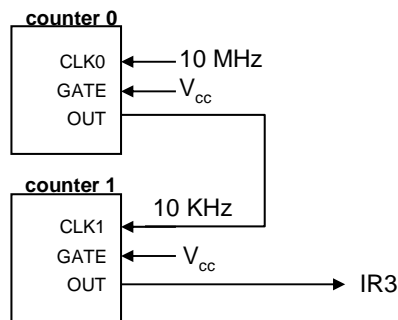 counter 0
CLK0 10 MHz
GATE Vcc
OUT
counter 1
10 KHz
CLK1
GATE Vcc
OUT IR3